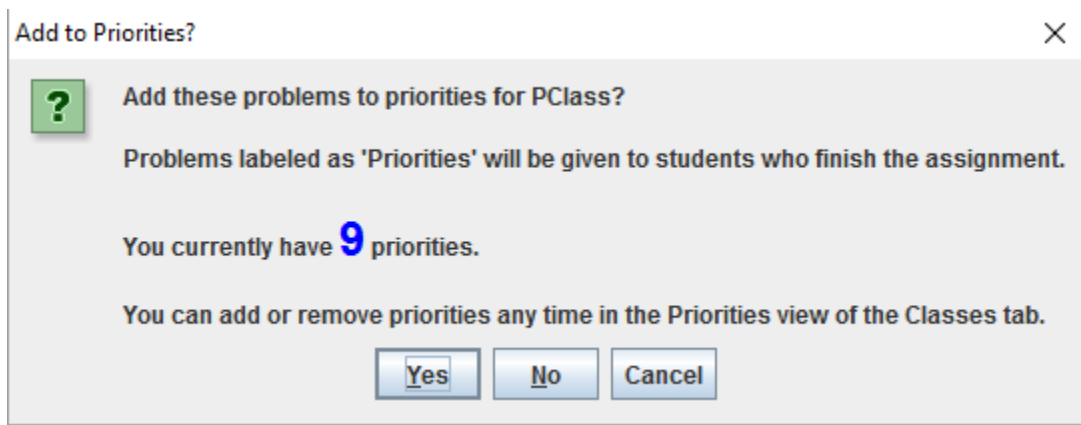 Add to Priorities?
?
Add these problems to priorities for PClass?
Problems labeled as 'Priorities' will be given to students who finish the assignment.
You currently have 9 priorities.
You can add or remove priorities any time in the Priorities view of the Classes tab.
Yes No Cancel